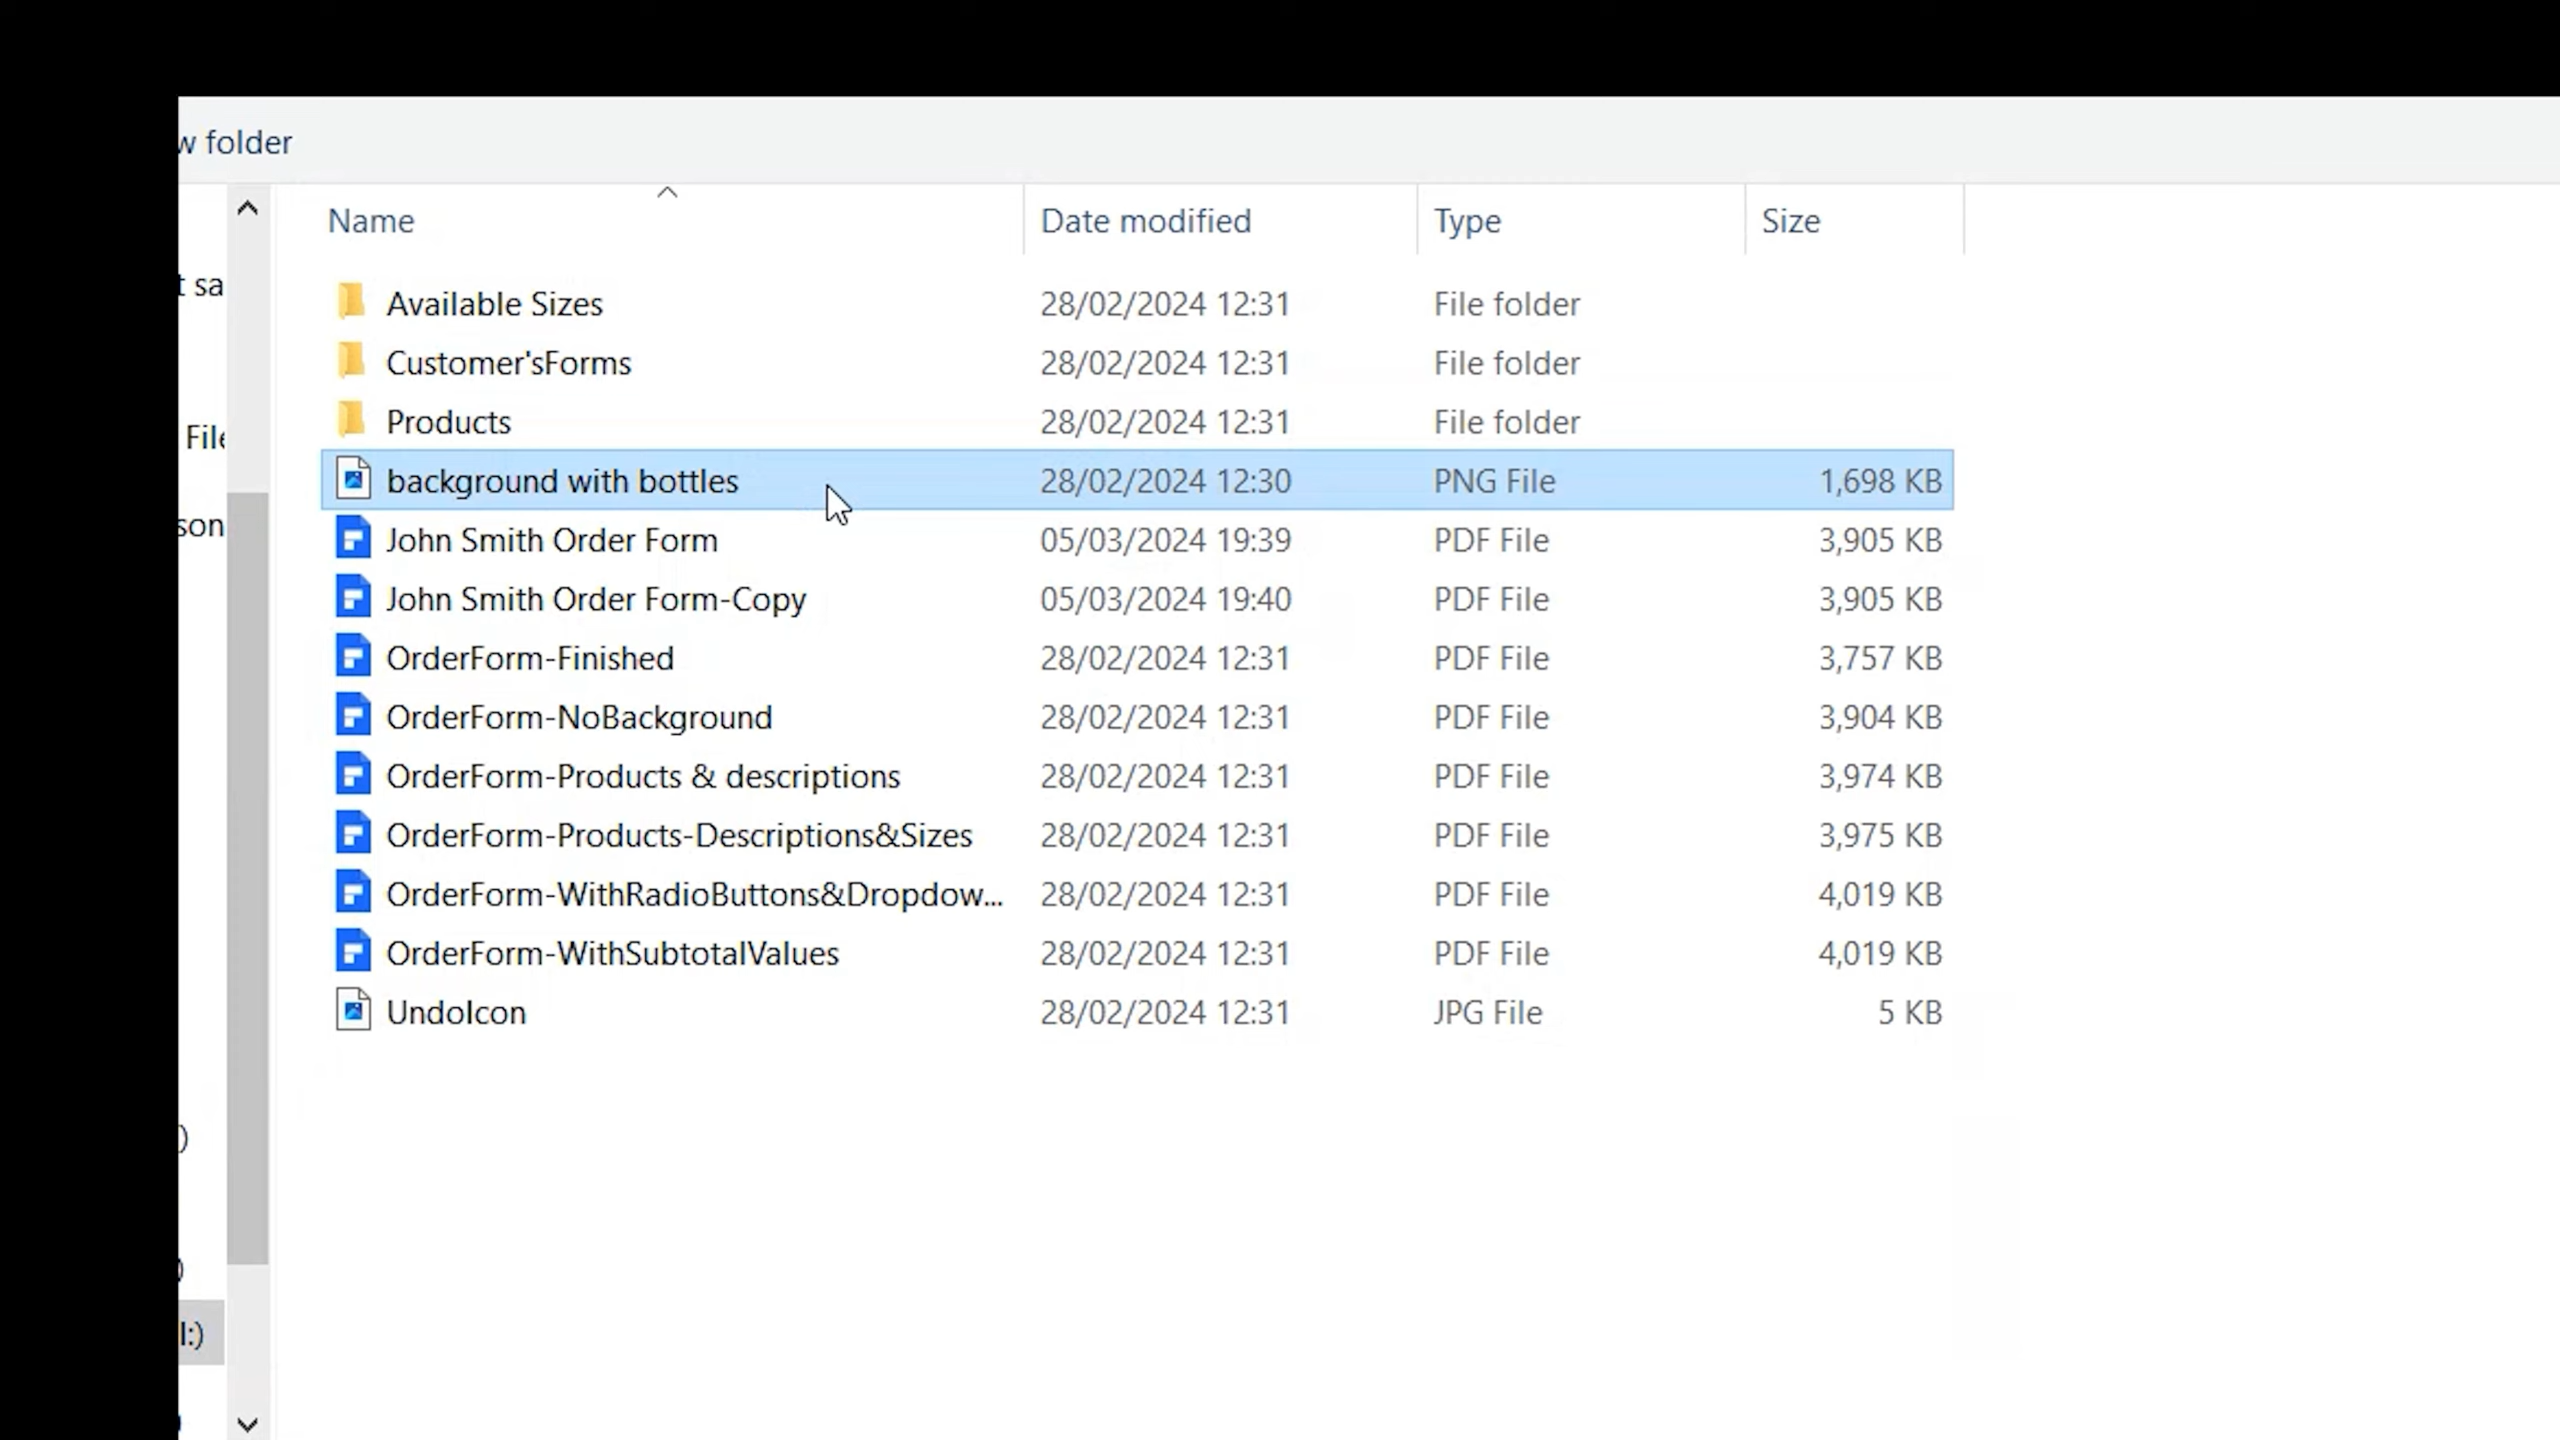 w folder
Name Date modified Type Size
t sa
Available Sizes 28/02/2024 12:31 File folder
Customer'sForms 28/02/2024 12:31 File folder
Products 28/02/2024 12:31 File folder
File
background with bottles 28/02/2024 12:30 PNG File 1,698 KB
son
John Smith Order Form 05/03/2024 19:39 PDF File 3,905 KB
John Smith Order Form-Copy 05/03/2024 19:40 PDF File 3,905 KB
OrderForm-Finished 28/02/2024 12:31 PDF File 3,757 KB
OrderForm-NoBackground 28/02/2024 12:31 PDF File 3,904 KB
OrderForm-Products & descriptions 28/02/2024 12:31 PDF File 3,974 KB
OrderForm-Products-Descriptions&Sizes 28/02/2024 12:31 PDF File 3,975 KB
OrderForm-WithRadioButtons&Dropdow... 28/02/2024 12:31 PDF File 4,019 KB
OrderForm-WithSubtotalValues 28/02/2024 12:31 PDF File 4,019 KB
UndoIcon 28/02/2024 12:31 JPG File 5 KB
)
)
I:)